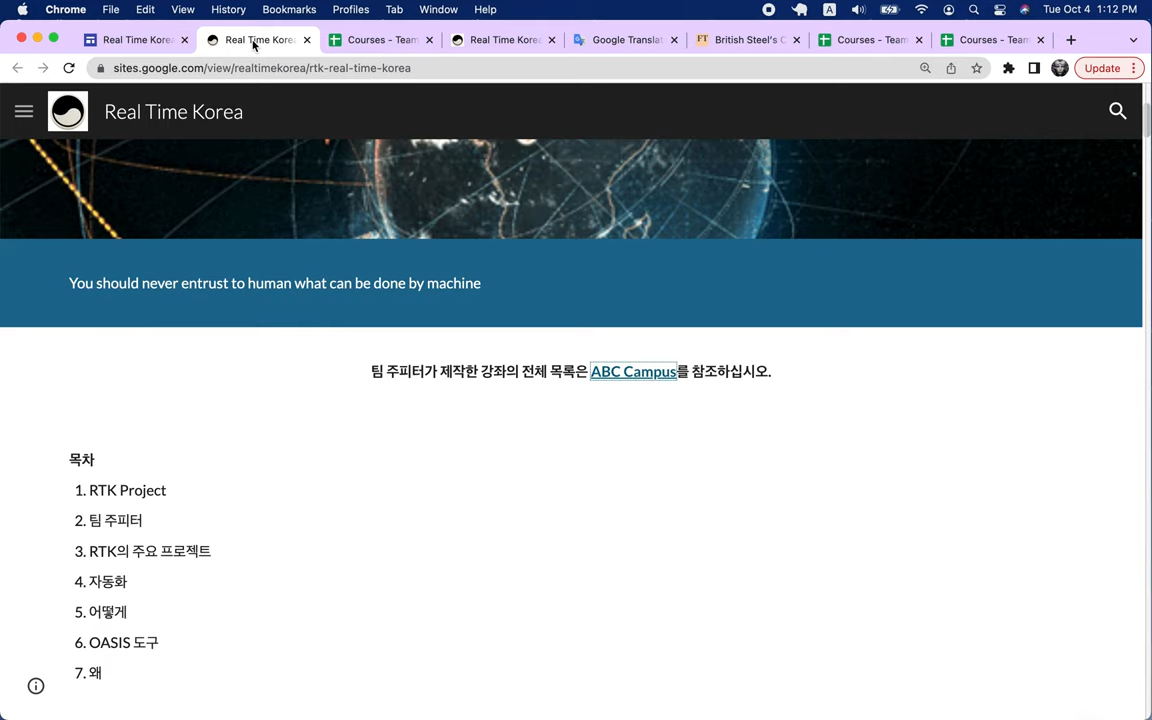 Chrome File Edit View History Bookmarks Profiles Tab Window Help A Tue Oct 4 1:12 PM
Real Time Korea Real Time Korea Courses - Team Real Time Korea Google Translat FT British Steel's C Courses - Team Courses - Team
sites.google.com/view/realtimekorea/rtk-real-time-korea Update
Real Time Korea
You should never entrust to human what can be done by machine
팀 주피터가 제작한 강좌의 전체 목록은 ABC Campus를 참조하십시오.
목차
1. RTK Project
2. 팀 주피터
3. RTK의 주요 프로젝트
4. 자동화
5. 어떻게
6. OASIS 도구
7. 왜